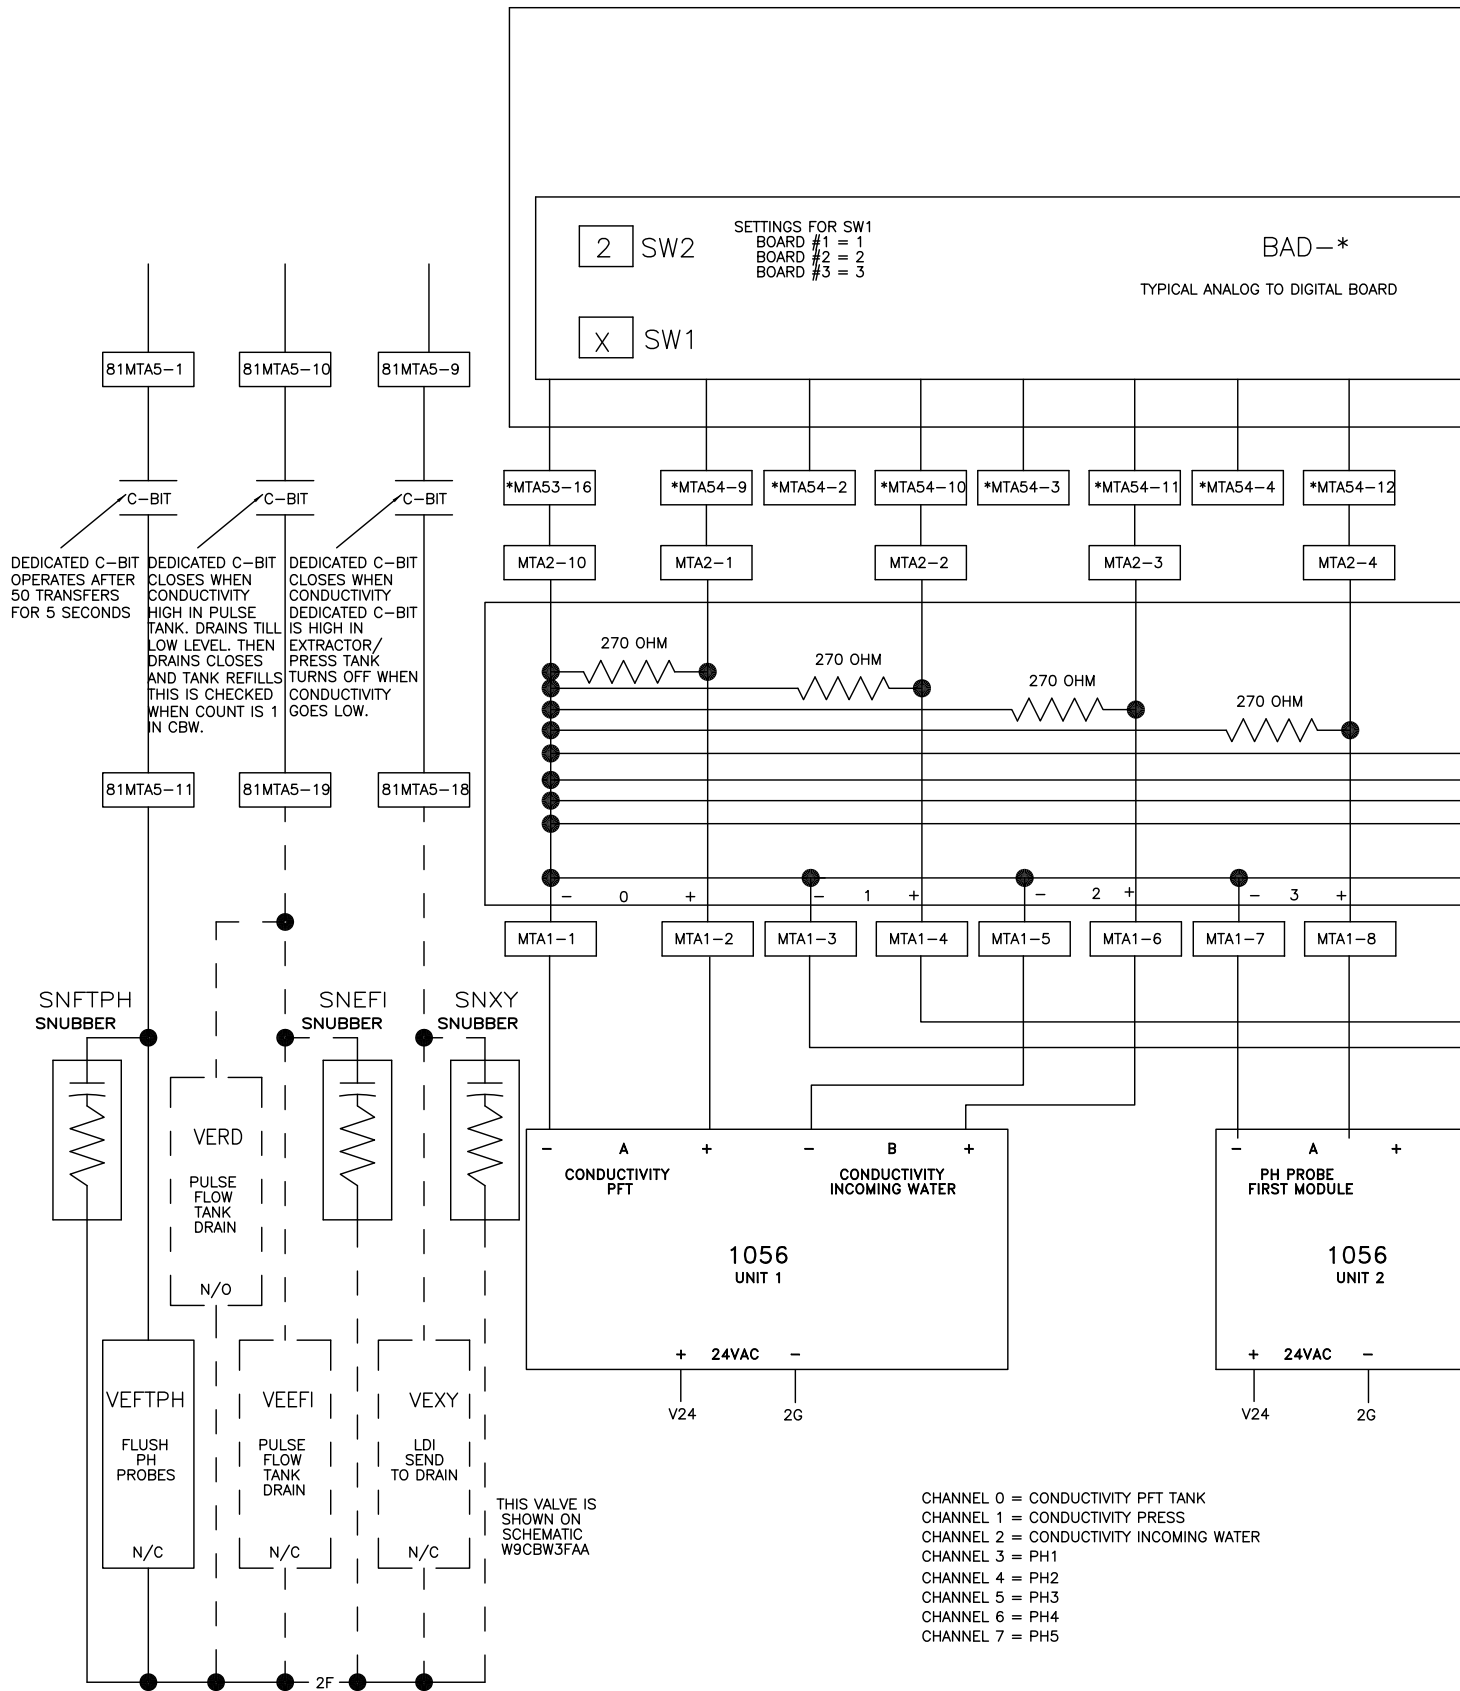 2 SW2
SETTINGS FOR SW1
BOARD #1 = 1
BOARD #2 = 2
BOARD #3 = 3
BAD-*
TYPICAL ANALOG TO DIGITAL BOARD
X SW1
81MTA5-1
81MTA5-10
81MTA5-9
*MTA53-16
*MTA54-9
*MTA54-2
*MTA54-10
*MTA54-3
*MTA54-11
*MTA54-4
*MTA54-12
C-BIT
C-BIT
C-BIT
DEDICATED C-BIT
OPERATES AFTER
50 TRANSFERS
FOR 5 SECONDS
DEDICATED C-BIT
CLOSES WHEN
CONDUCTIVITY
HIGH IN PULSE
TANK. DRAINS TILL
LOW LEVEL. THEN
DRAINS CLOSES
AND TANK REFILLS
THIS IS CHECKED
WHEN COUNT IS 1
IN CBW.
DEDICATED C-BIT
CLOSES WHEN
CONDUCTIVITY
DEDICATED C-BIT
IS HIGH IN
EXTRACTOR/
PRESS TANK
TURNS OFF WHEN
CONDUCTIVITY
GOES LOW.
MTA2-10
MTA2-1
MTA2-2
MTA2-3
MTA2-4
270 OHM
270 OHM
270 OHM
270 OHM
81MTA5-11
81MTA5-19
81MTA5-18
- 0 +
- 1 +
- 2 +
- 3 +
MTA1-1
MTA1-2
MTA1-3
MTA1-4
MTA1-5
MTA1-6
MTA1-7
MTA1-8
SNFTPH
SNUBBER
SNEFI
SNUBBER
SNXY
SNUBBER
VERD
PULSE
FLOW
TANK
DRAIN
N/O
- A +
CONDUCTIVITY
PFT
- B +
CONDUCTIVITY
INCOMING WATER
1056
UNIT 1
+ 24VAC -
V24
2G
- A +
PH PROBE
FIRST MODULE
1056
UNIT 2
+ 24VAC -
V24
2G
VEFTPH
FLUSH
PH
PROBES
N/C
VEEFI
PULSE
FLOW
TANK
DRAIN
N/C
VEXY
LDI
SEND
TO DRAIN
N/C
THIS VALVE IS
SHOWN ON
SCHEMATIC
W9CBW3FAA
CHANNEL 0 = CONDUCTIVITY PFT TANK
CHANNEL 1 = CONDUCTIVITY PRESS
CHANNEL 2 = CONDUCTIVITY INCOMING WATER
CHANNEL 3 = PH1
CHANNEL 4 = PH2
CHANNEL 5 = PH3
CHANNEL 6 = PH4
CHANNEL 7 = PH5
2F